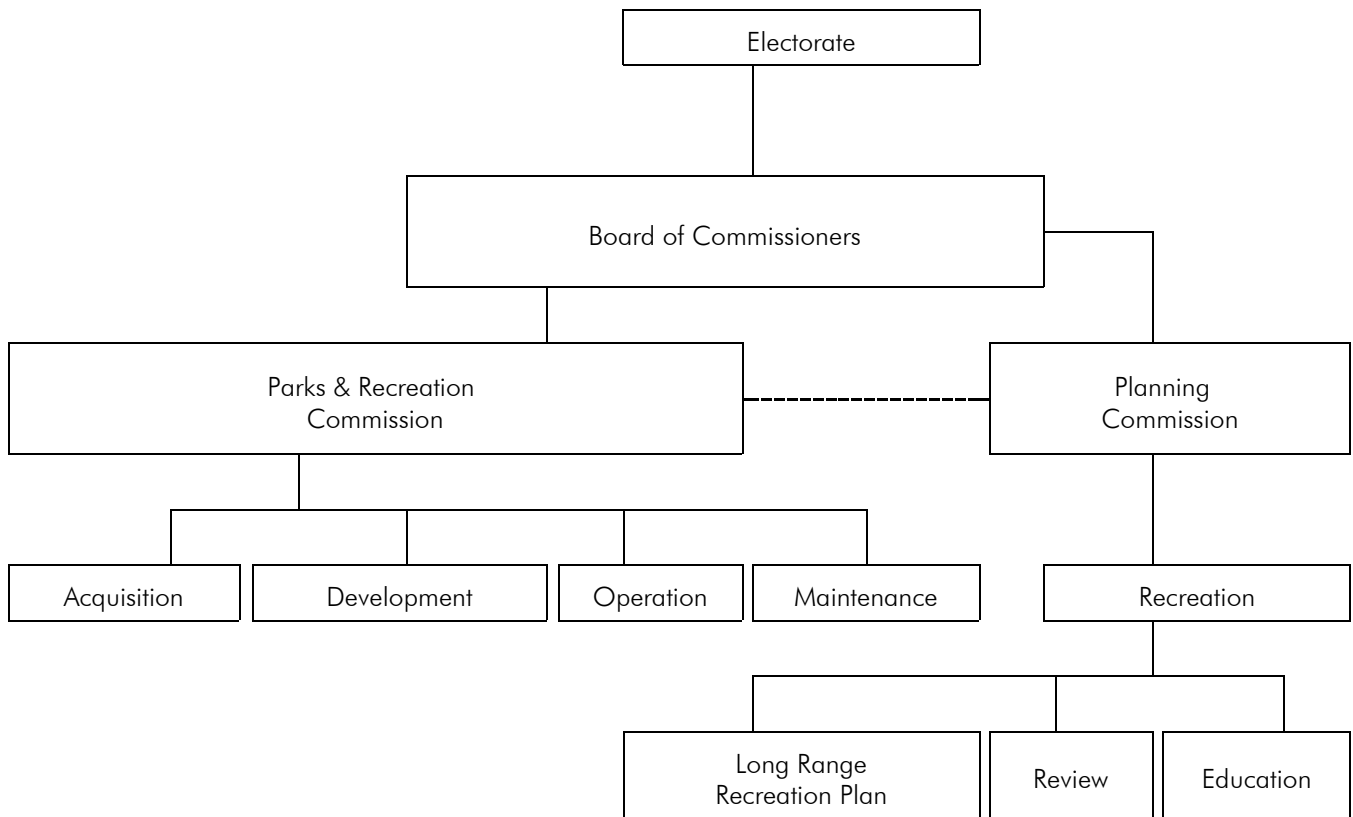 Electorate
Board of Commissioners
Parks & Recreation
Commission
Planning
Commission
Acquisition
Development
Operation
Maintenance
Recreation
Long Range
Recreation Plan
Review
Education